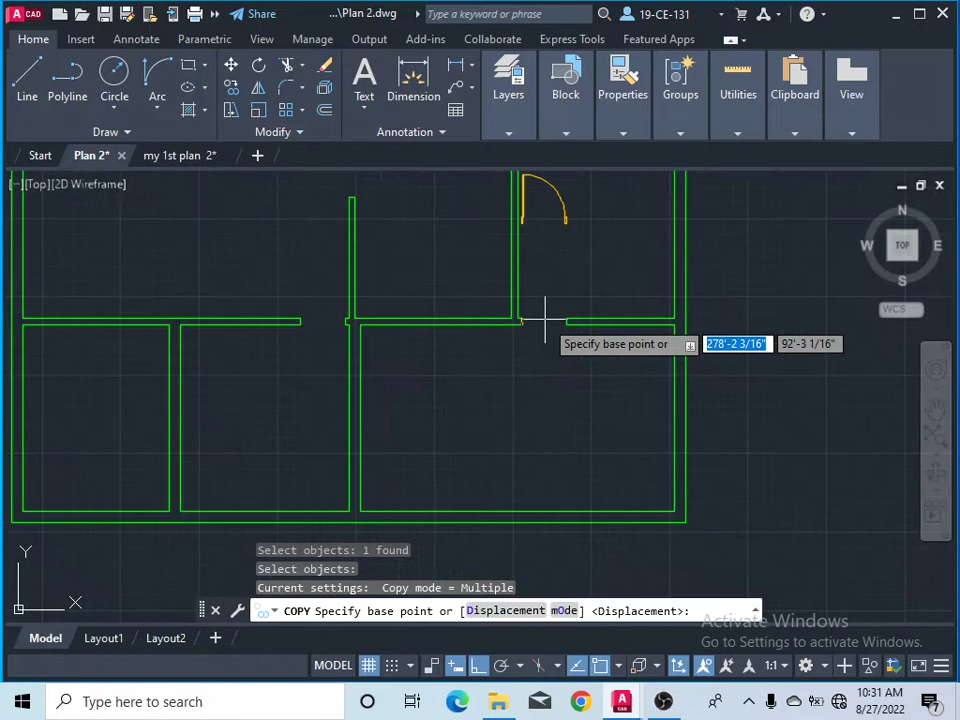 A CAD Share ...\Plan 2.dwg Type a keyword or phrase 19-CE-131
Home Insert Annotate Parametric View Manage Output Add-ins Collaborate Express Tools Featured Apps
Line Polyline Circle Arc Text Dimension Layers Block Properties Groups Utilities Clipboard View
Draw Modify Annotation
Start Plan 2* my 1st plan 2*
[−][Top][2D Wireframe]
N
W TOP E
S
WCS
Specify base point or 278'-2 3/16" 92'-3 1/16"
Y
X
Select objects: 1 found
Select objects:
Current settings: Copy mode = Multiple
COPY Specify base point or [Displacement mOde] <Displacement>:
Activate Windows
Go to Settings to activate Windows.
Model Layout1 Layout2
MODEL 1:1
Type here to search A CAD 10:31 AM
8/27/2022 7